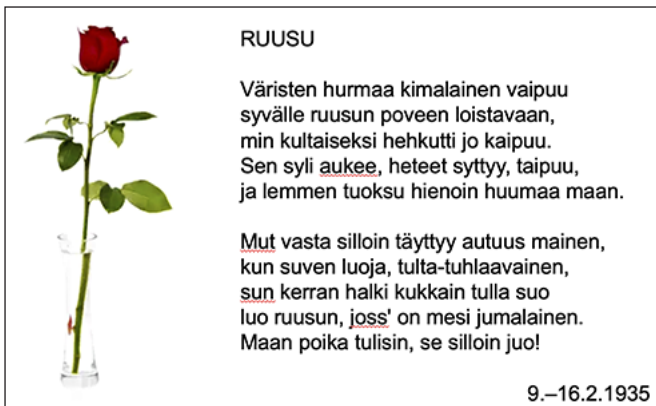 RUUSU
Väristen hurmaa kimalainen vaipuu
syvälle ruusun poveen loistavaan,
min kultaiseksi hehkutti jo kaipuu.
Sen syli aukee, heteet syttyy, taipuu,
ja lemmen tuoksu hienoin huumaa maan.
Mut vasta silloin täyttyy autuus mainen,
kun suven luoja, tulta-tuhlaavainen,
sun kerran halki kukkain tulla suo
luo ruusun, joss' on mesi jumalainen.
Maan poika tulisin, se silloin juo!
9.–16.2.1935